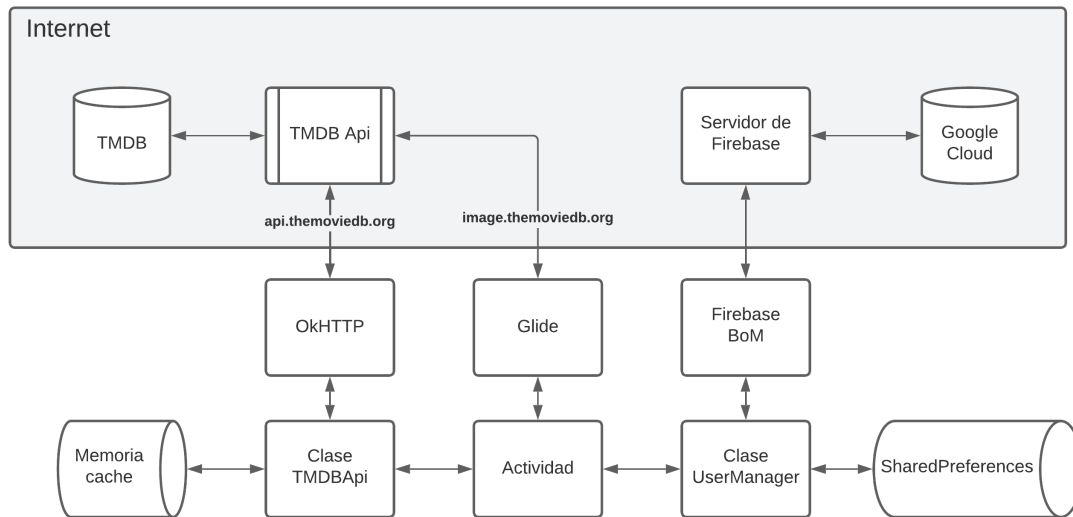 Internet
TMDB
TMDB Api
Servidor de
Firebase
Google
Cloud
api.themoviedb.org
image.themoviedb.org
OkHTTP
Glide
Firebase
BoM
Memoria
cache
Clase
TMDBApi
Actividad
Clase
UserManager
SharedPreferences